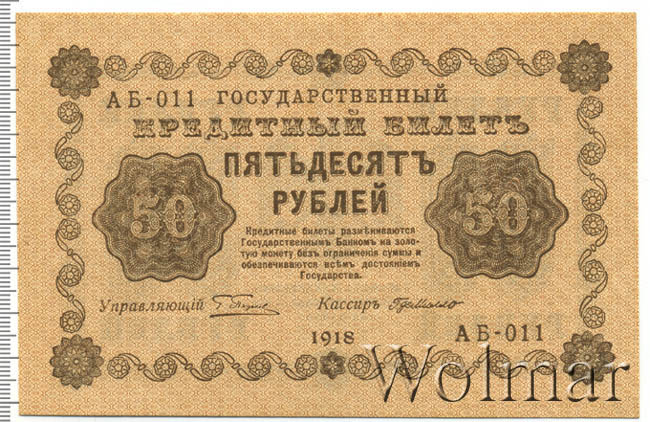 АБ-011 ГОСУДАРСТВЕННЫЙ
КРЕДИТНЫЙ БИЛЕТЪ
ПЯТЬДЕСЯТЪ
РУБЛЕЙ
50
50
Кредитные билеты размѣниваются
Государственнымъ Банкомъ на золо-
тую монету безъ ограниченія суммы и
обезпечиваются всѣмъ достояніемъ
Государства.
Управляющій
Кассиръ
1918
АБ-011
Wolmar